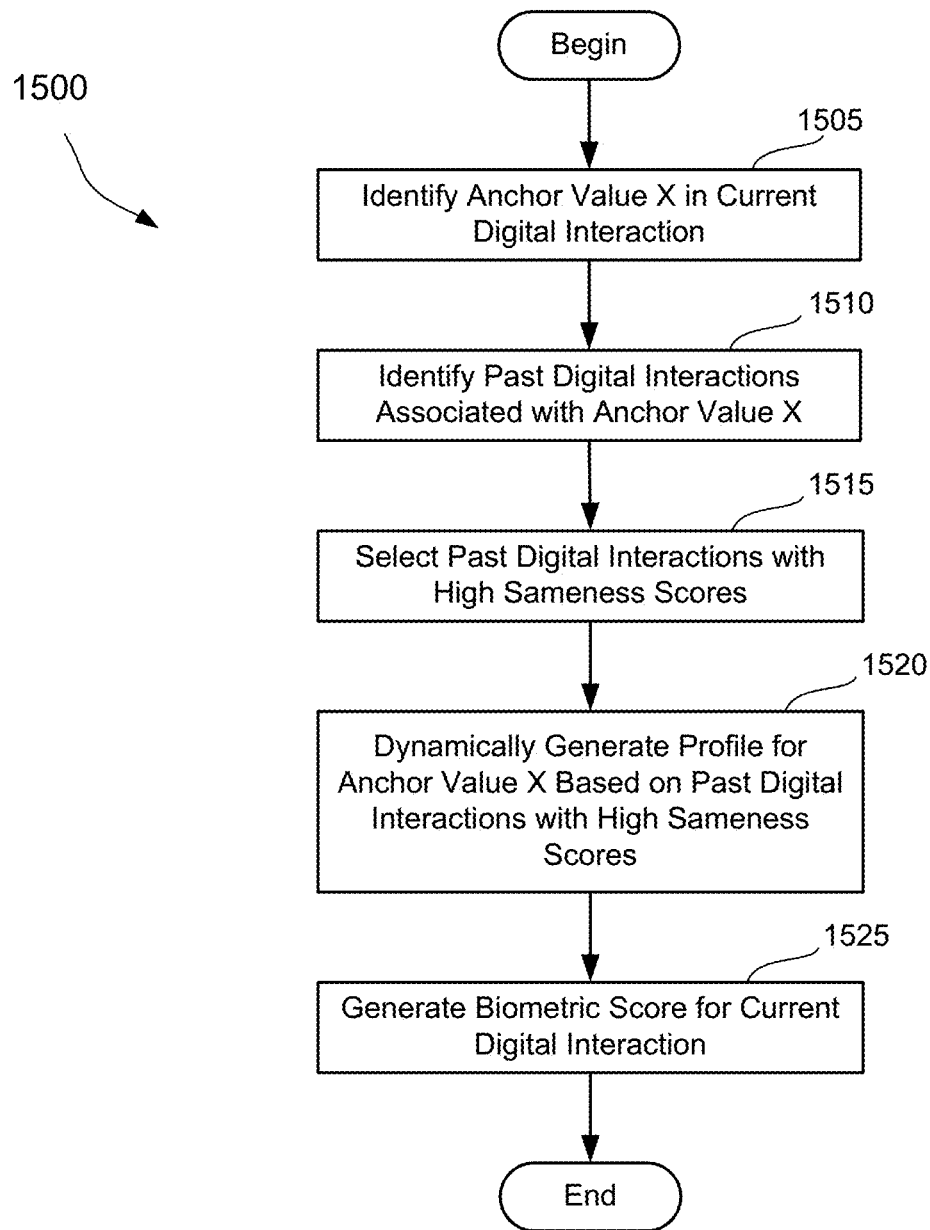 Begin
1500
1505
Identify Anchor Value X in Current
Digital Interaction
1510
Identify Past Digital Interactions
Associated with Anchor Value X
1515
Select Past Digital Interactions with
High Sameness Scores
1520
Dynamically Generate Profile for
Anchor Value X Based on Past Digital
Interactions with High Sameness
Scores
1525
Generate Biometric Score for Current
Digital Interaction
End